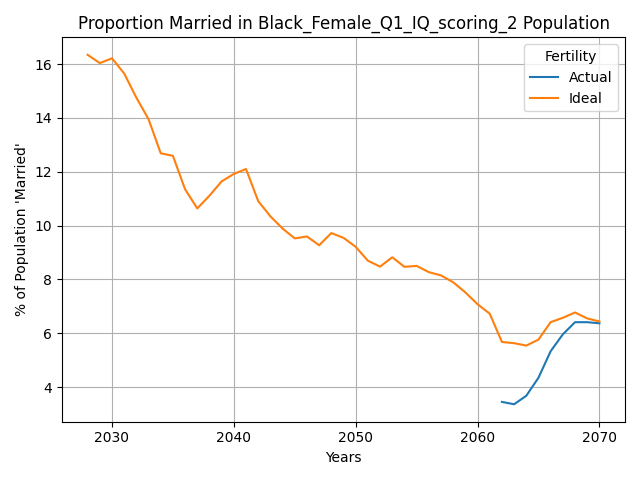 Proportion Married in Black_Female_Q1_IQ_scoring_2 Population
Fertility
Actual
Ideal
% of Population 'Married'
16
14
12
10
8
6
4
2030
2040
2050
2060
2070
Years